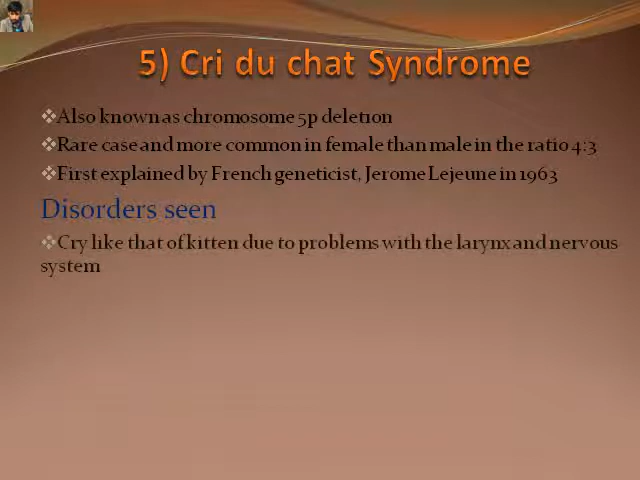 5) Cri du chat Syndrome
❖Also known as chromosome 5p deletion
❖Rare case and more common in female than male in the ratio 4:3
❖First explained by French geneticist, Jerome Lejeune in 1963
Disorders seen
❖Cry like that of kitten due to problems with the larynx and nervous
system